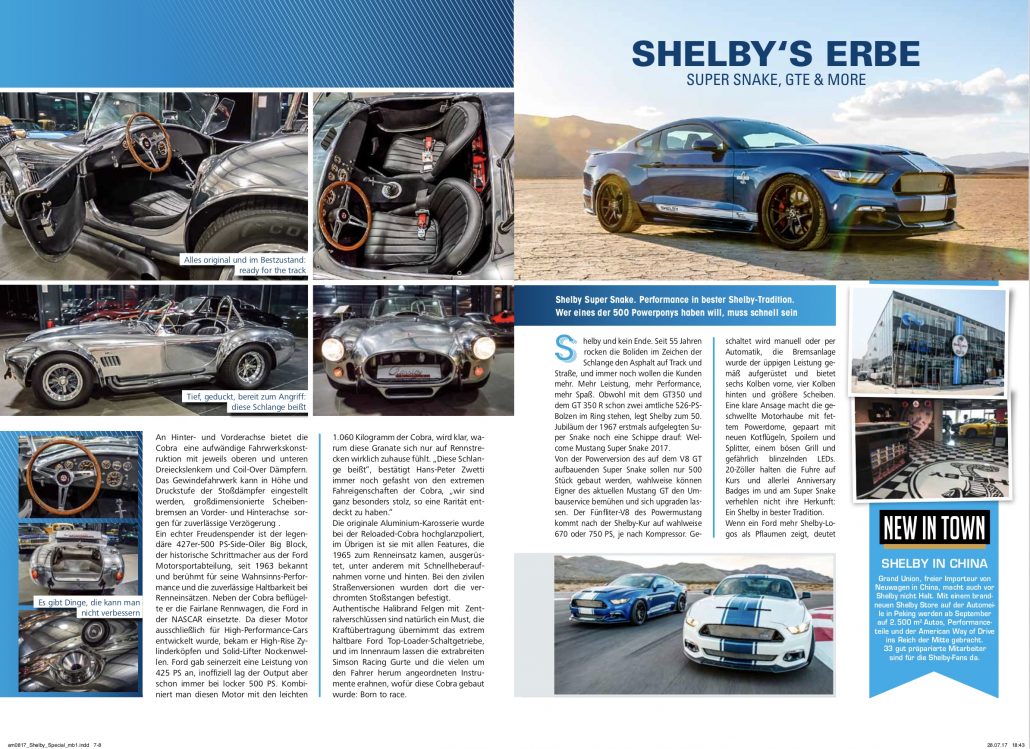 Alles original und im Bestzustand:
ready for the track
Tief, geduckt, bereit zum Angriff:
diese Schlange beißt
Es gibt Dinge, die kann man
nicht verbessern
An Hinter- und Vorderachse bietet die
Cobra eine aufwändige Fahrwerkskonst-
ruktion mit jeweils oberen und unteren
Dreieckslenkern und Coil-Over Dämpfern.
Das Gewindefahrwerk kann in Höhe und
Druckstufe der Stoßdämpfer eingestellt
werden, großdimensionierte Scheiben-
bremsen an Vorder- und Hinterachse sor-
gen für zuverlässige Verzögerung .
Ein echter Freudenspender ist der legen-
däre 427er-500 PS-Side-Oiler Big Block,
der historische Schrittmacher aus der Ford
Motorsportabteilung, seit 1963 bekannt
und berühmt für seine Wahnsinns-Perfor-
mance und die zuverlässige Haltbarkeit bei
Renneinsätzen. Neben der Cobra beflügel-
te er die Fairlane Rennwagen, die Ford in
der NASCAR einsetzte. Da dieser Motor
ausschließlich für High-Performance-Cars
entwickelt wurde, bekam er High-Rise Zy-
linderköpfen und Solid-Lifter Nockenwel-
len. Ford gab seinerzeit eine Leistung von
425 PS an, inoffiziell lag der Output aber
schon immer bei locker 500 PS. Kombi-
niert man diesen Motor mit den leichten
1.060 Kilogramm der Cobra, wird klar, wa-
rum diese Granate sich nur auf Rennstre-
cken wirklich zuhause fühlt. „Diese Schlan-
ge beißt", bestätigt Hans-Peter Zwetti
immer noch gefasht von den extremen
Fahreigenschaften der Cobra, „wir sind
ganz besonders stolz, so eine Rarität ent-
deckt zu haben."
Die originale Aluminium-Karosserie wurde
bei der Reloaded-Cobra hochglanzpoliert,
im Übrigen ist sie mit allen Features, die
1965 zum Renneinsatz kamen, ausgerüs-
tet, unter anderem mit Schnellheberauf-
nahmen vorne und hinten. Bei den zivilen
Straßenversionen wurden dort die ver-
chromten Stoßstangen befestigt.
Authentische Halibrand Felgen mit Zent-
ralverschlüssen sind natürlich ein Must, die
Kraftübertragung übernimmt das extrem
haltbare Ford Top-Loader-Schaltgetriebe,
und im Innenraum lassen die extrabreiten
Simson Racing Gurte und die vielen um
den Fahrer herum angeordneten Instru-
mente erahnen, wofür diese Cobra gebaut
wurde: Born to race.
SHELBY'S ERBE
SUPER SNAKE, GTE & MORE
SHELBY
Shelby Super Snake. Performance in bester Shelby-Tradition.
Wer eines der 500 Powerponys haben will, muss schnell sein
Shelby und kein Ende. Seit 55 Jahren
rocken die Boliden im Zeichen der
Schlange den Asphalt auf Track und
Straße, und immer noch wollen die Kunden
mehr. Mehr Leistung, mehr Performance,
mehr Spaß. Obwohl mit dem GT350 und
dem GT 350 R schon zwei amtliche 526-PS-
Bolzen im Ring stehen, legt Shelby zum 50.
Jubiläum der 1967 erstmals aufgelegten Su-
per Snake noch eine Schippe drauf: Wel-
come Mustang Super Snake 2017.
Von der Powerversion des auf dem V8 GT
aufbauenden Super Snake sollen nur 500
Stück gebaut werden, wahlweise können
Eigner des aktuellen Mustang GT den Um-
bauservice bemühen und sich upgraden las-
sen. Der Fünfliter-V8 des Powermustang
kommt nach der Shelby-Kur auf wahlweise
670 oder 750 PS, je nach Kompressor. Ge-
schaltet wird manuell oder per
Automatik, die Bremsanlage
wurde der üppigen Leistung ge-
mäß aufgerüstet und bietet
sechs Kolben vorne, vier Kolben
hinten und größere Scheiben.
Eine klare Ansage macht die ge-
schwellte Motorhaube mit fet-
tem Powerdome, gepaart mit
neuen Kotflügeln, Spoilern und
Splitter, einem bösen Grill und
gefährlich blinzelnden LEDs.
20-Zöller halten die Fuhre auf
Kurs und allerlei Anniversary
Badges im und am Super Snake
verhehlen nicht ihre Herkunft:
Ein Shelby in bester Tradition.
Wenn ein Ford mehr Shelby-Lo-
gos als Pflaumen zeigt, deutet
NEW IN TOWN
SHELBY IN CHINA
Grand Union, freier Importeur von
Neuwagen in China, macht auch vor
Shelby nicht Halt. Mit einem brand-
neuen Shelby Store auf der Automei-
le in Peking werden ab September
auf 2.500 m² Autos, Performance-
teile und der American Way of Drive
ins Reich der Mitte gebracht.
33 gut präparierte Mitarbeiter
sind für die Shelby-Fans da.
am0817_Shelby_Special_mb1.indd 7-8
28.07.17 18:43